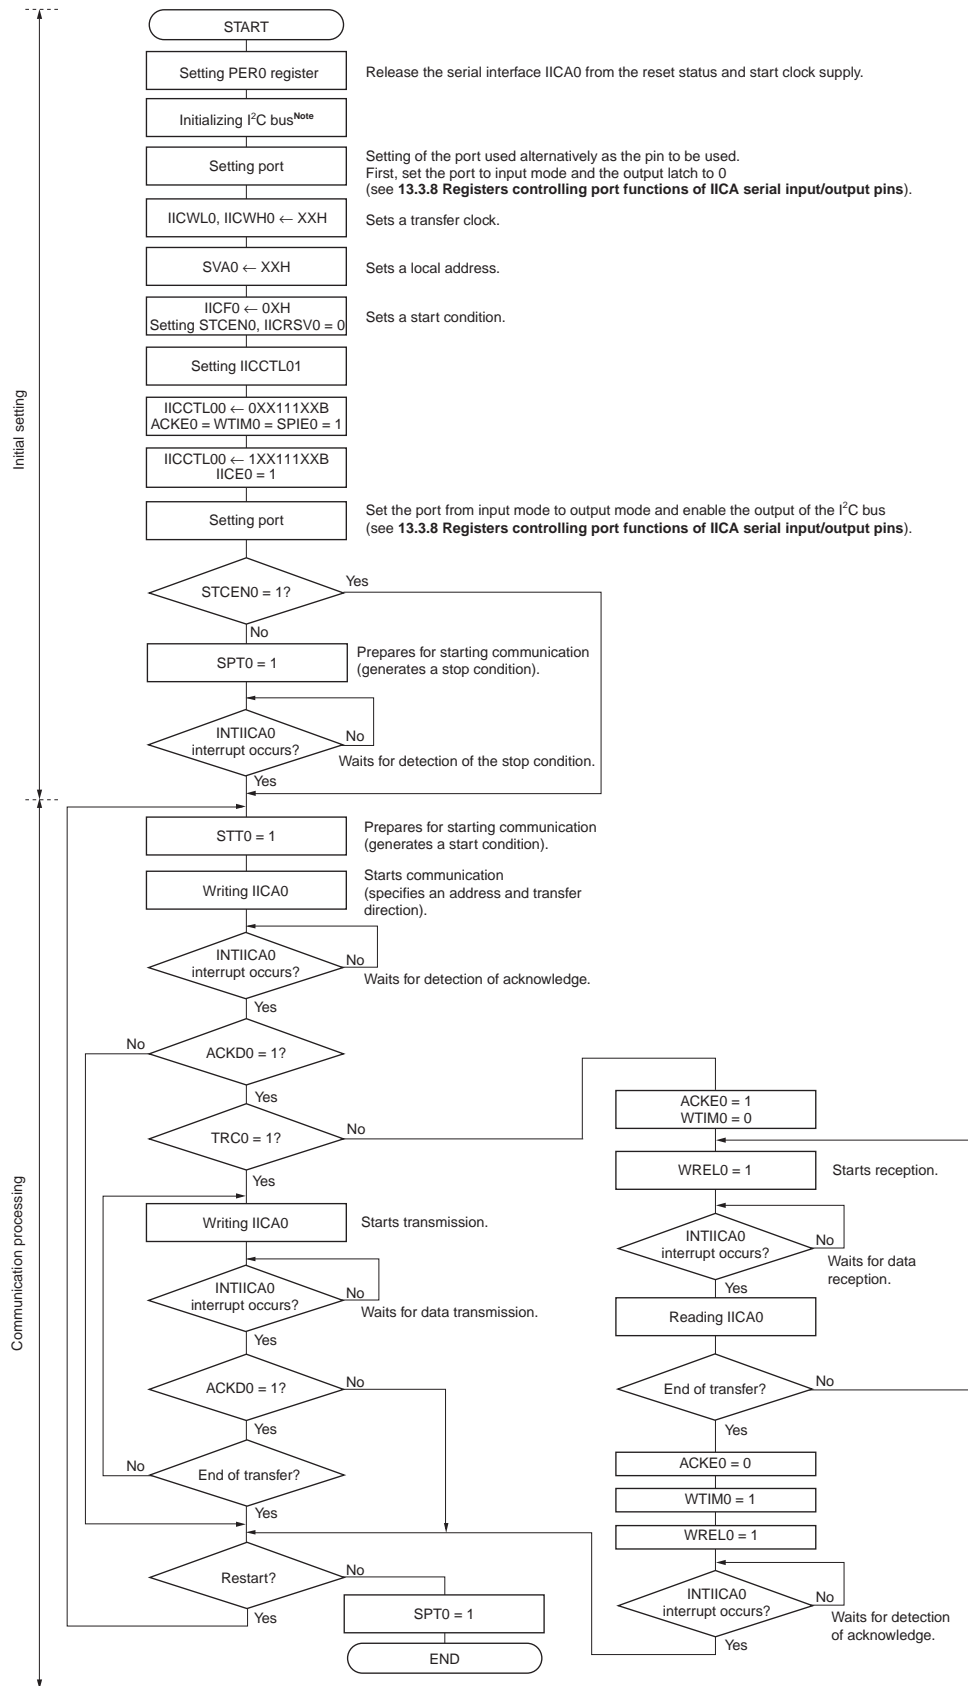 START
Setting PER0 register
Release the serial interface IICA0 from the reset status and start clock supply.
Initializing I²C busNote
Setting port
Setting of the port used alternatively as the pin to be used.
First, set the port to input mode and the output latch to 0
(see 13.3.8 Registers controlling port functions of IICA serial input/output pins).
IICWL0, IICWH0 ← XXH
Sets a transfer clock.
SVA0 ← XXH
Sets a local address.
IICF0 ← 0XH
Setting STCEN0, IICRSV0 = 0
Sets a start condition.
Setting IICCTL01
IICCTL00 ← 0XX111XXB
ACKE0 = WTIM0 = SPIE0 = 1
IICCTL00 ← 1XX111XXB
IICE0 = 1
Setting port
Set the port from input mode to output mode and enable the output of the I²C bus
(see 13.3.8 Registers controlling port functions of IICA serial input/output pins).
Initial setting
STCEN0 = 1?
Yes
No
SPT0 = 1
Prepares for starting communication
(generates a stop condition).
INTIICA0
interrupt occurs?
No
Waits for detection of the stop condition.
Yes
STT0 = 1
Prepares for starting communication
(generates a start condition).
Writing IICA0
Starts communication
(specifies an address and transfer
direction).
INTIICA0
interrupt occurs?
No
Waits for detection of acknowledge.
Yes
ACKD0 = 1?
No
Yes
TRC0 = 1?
No
Yes
Writing IICA0
Starts transmission.
INTIICA0
interrupt occurs?
No
Waits for data transmission.
Yes
ACKD0 = 1?
No
Yes
End of transfer?
No
Yes
Restart?
No
Yes
SPT0 = 1
END
Communication processing
ACKE0 = 1
WTIM0 = 0
WREL0 = 1
Starts reception.
INTIICA0
interrupt occurs?
No
Waits for data
reception.
Yes
Reading IICA0
End of transfer?
No
Yes
ACKE0 = 0
WTIM0 = 1
WREL0 = 1
INTIICA0
interrupt occurs?
No
Waits for detection
of acknowledge.
Yes